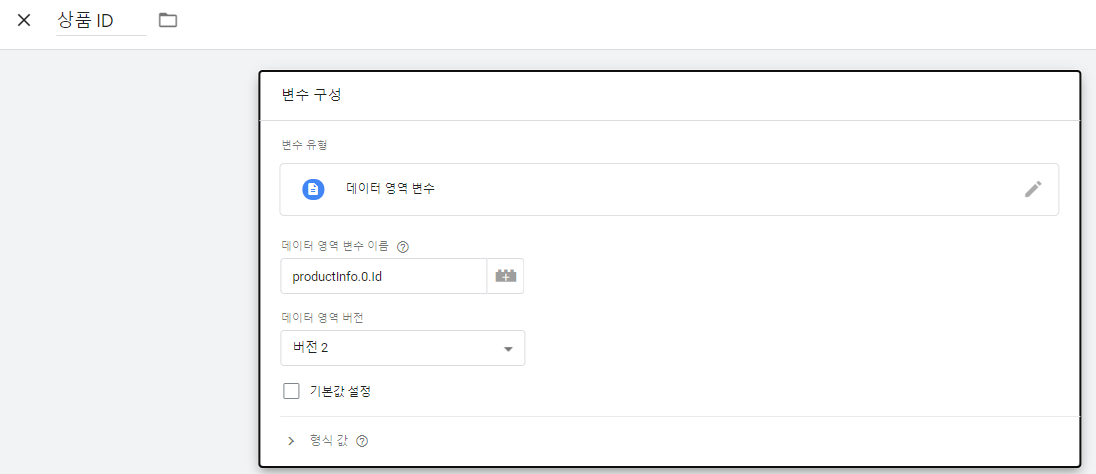 상품 ID
변수 구성
변수 유형
데이터 영역 변수
데이터 영역 변수 이름
productInfo.0.Id
데이터 영역 버전
버전 2
기본값 설정
형식 값